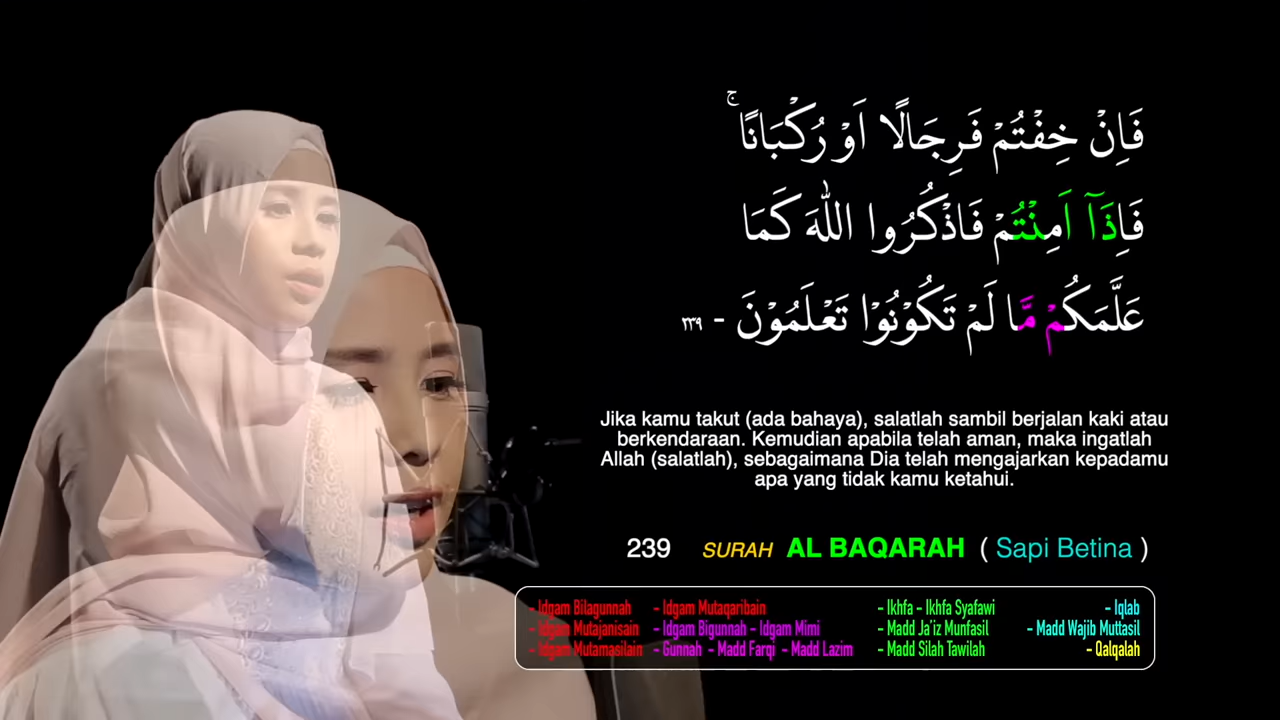 فَاِنْ خِفْتُمْ فَرِجَالًا اَوْ رُكْبَانًا ۚ
فَاِذَآ اَمِنْتُمْ فَاذْكُرُوا اللّٰهَ كَمَا
عَلَّمَكُمْ مَّا لَمْ تَكُوْنُوْا تَعْلَمُوْنَ - ٢٣٩
Jika kamu takut (ada bahaya), salatlah sambil berjalan kaki atau
berkendaraan. Kemudian apabila telah aman, maka ingatlah
Allah (salatlah), sebagaimana Dia telah mengajarkan kepadamu
apa yang tidak kamu ketahui.
239 SURAH AL BAQARAH ( Sapi Betina )
- Idgam Bilagunnah - Idgam Mutaqaribain - Ikhfa - Ikhfa Syafawi - Iqlab
- Idgam Mutajanisain - Idgam Bigunnah - Idgam Mimi - Madd Ja'iz Munfasil - Madd Wajib Muttasil
- Idgam Mutamasilain - Gunnah - Madd Farqi - Madd Lazim - Madd Silah Tawilah - Qalqalah